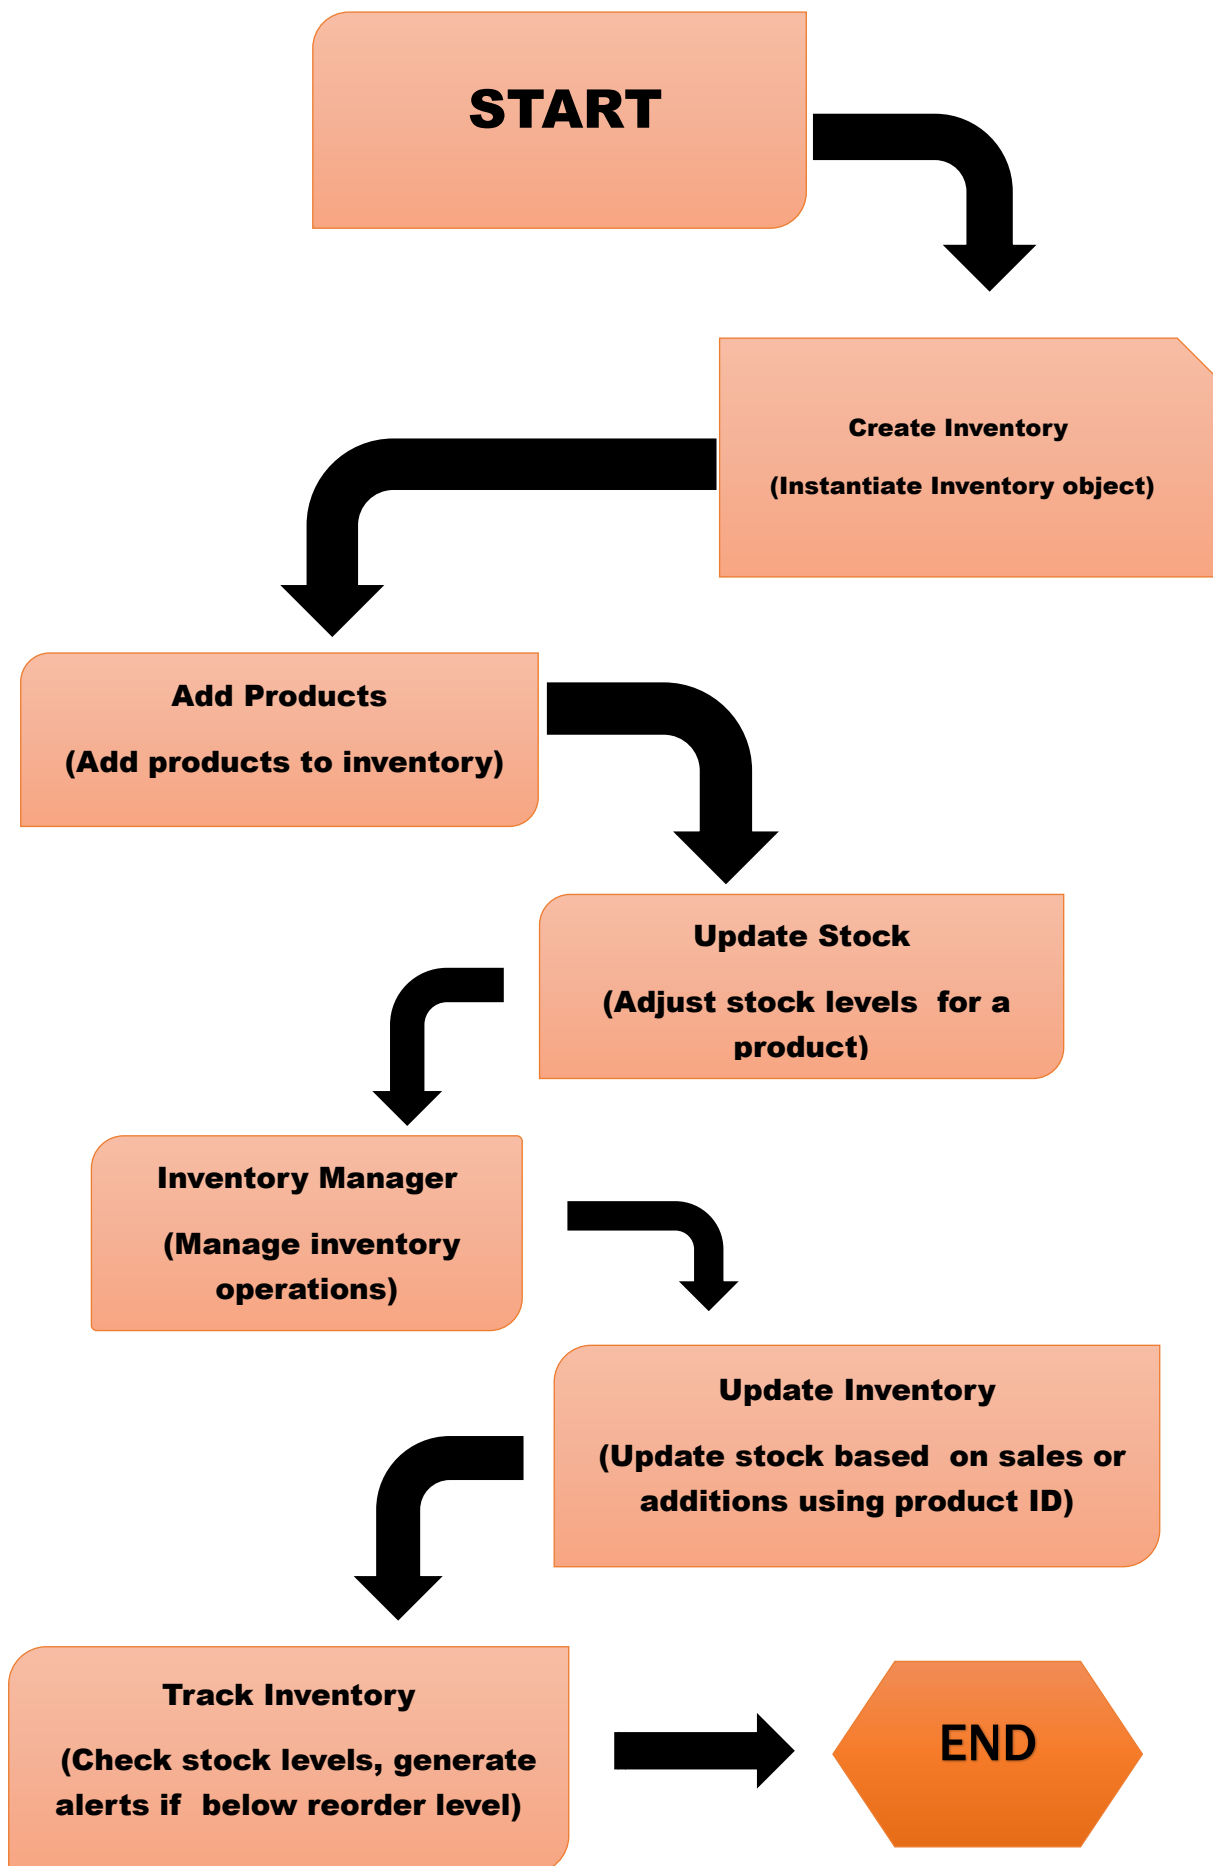 START
Create Inventory
(Instantiate Inventory object)
Add Products
(Add products to inventory)
Update Stock
(Adjust stock levels  for a
product)
Inventory Manager
(Manage inventory
operations)
Update Inventory
(Update stock based  on sales or
additions using product ID)
Track Inventory
(Check stock levels, generate
alerts if  below reorder level)
END